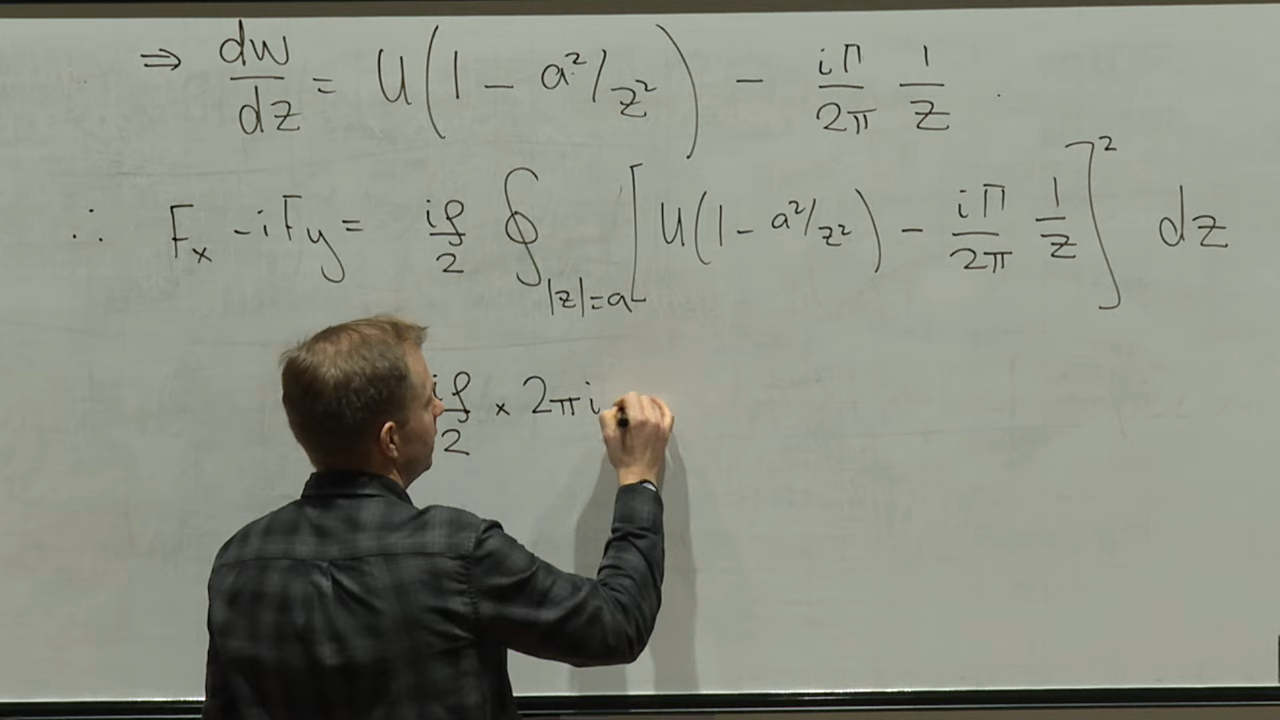 ⇒ dw/dz = U(1 - a²/z²) - iΓ/2π 1/z .
∴ Fx - iFy = iρ/2 ∮|z|=a [U(1 - a²/z²) - iΓ/2π 1/z]² dz
iρ/2 × 2πi